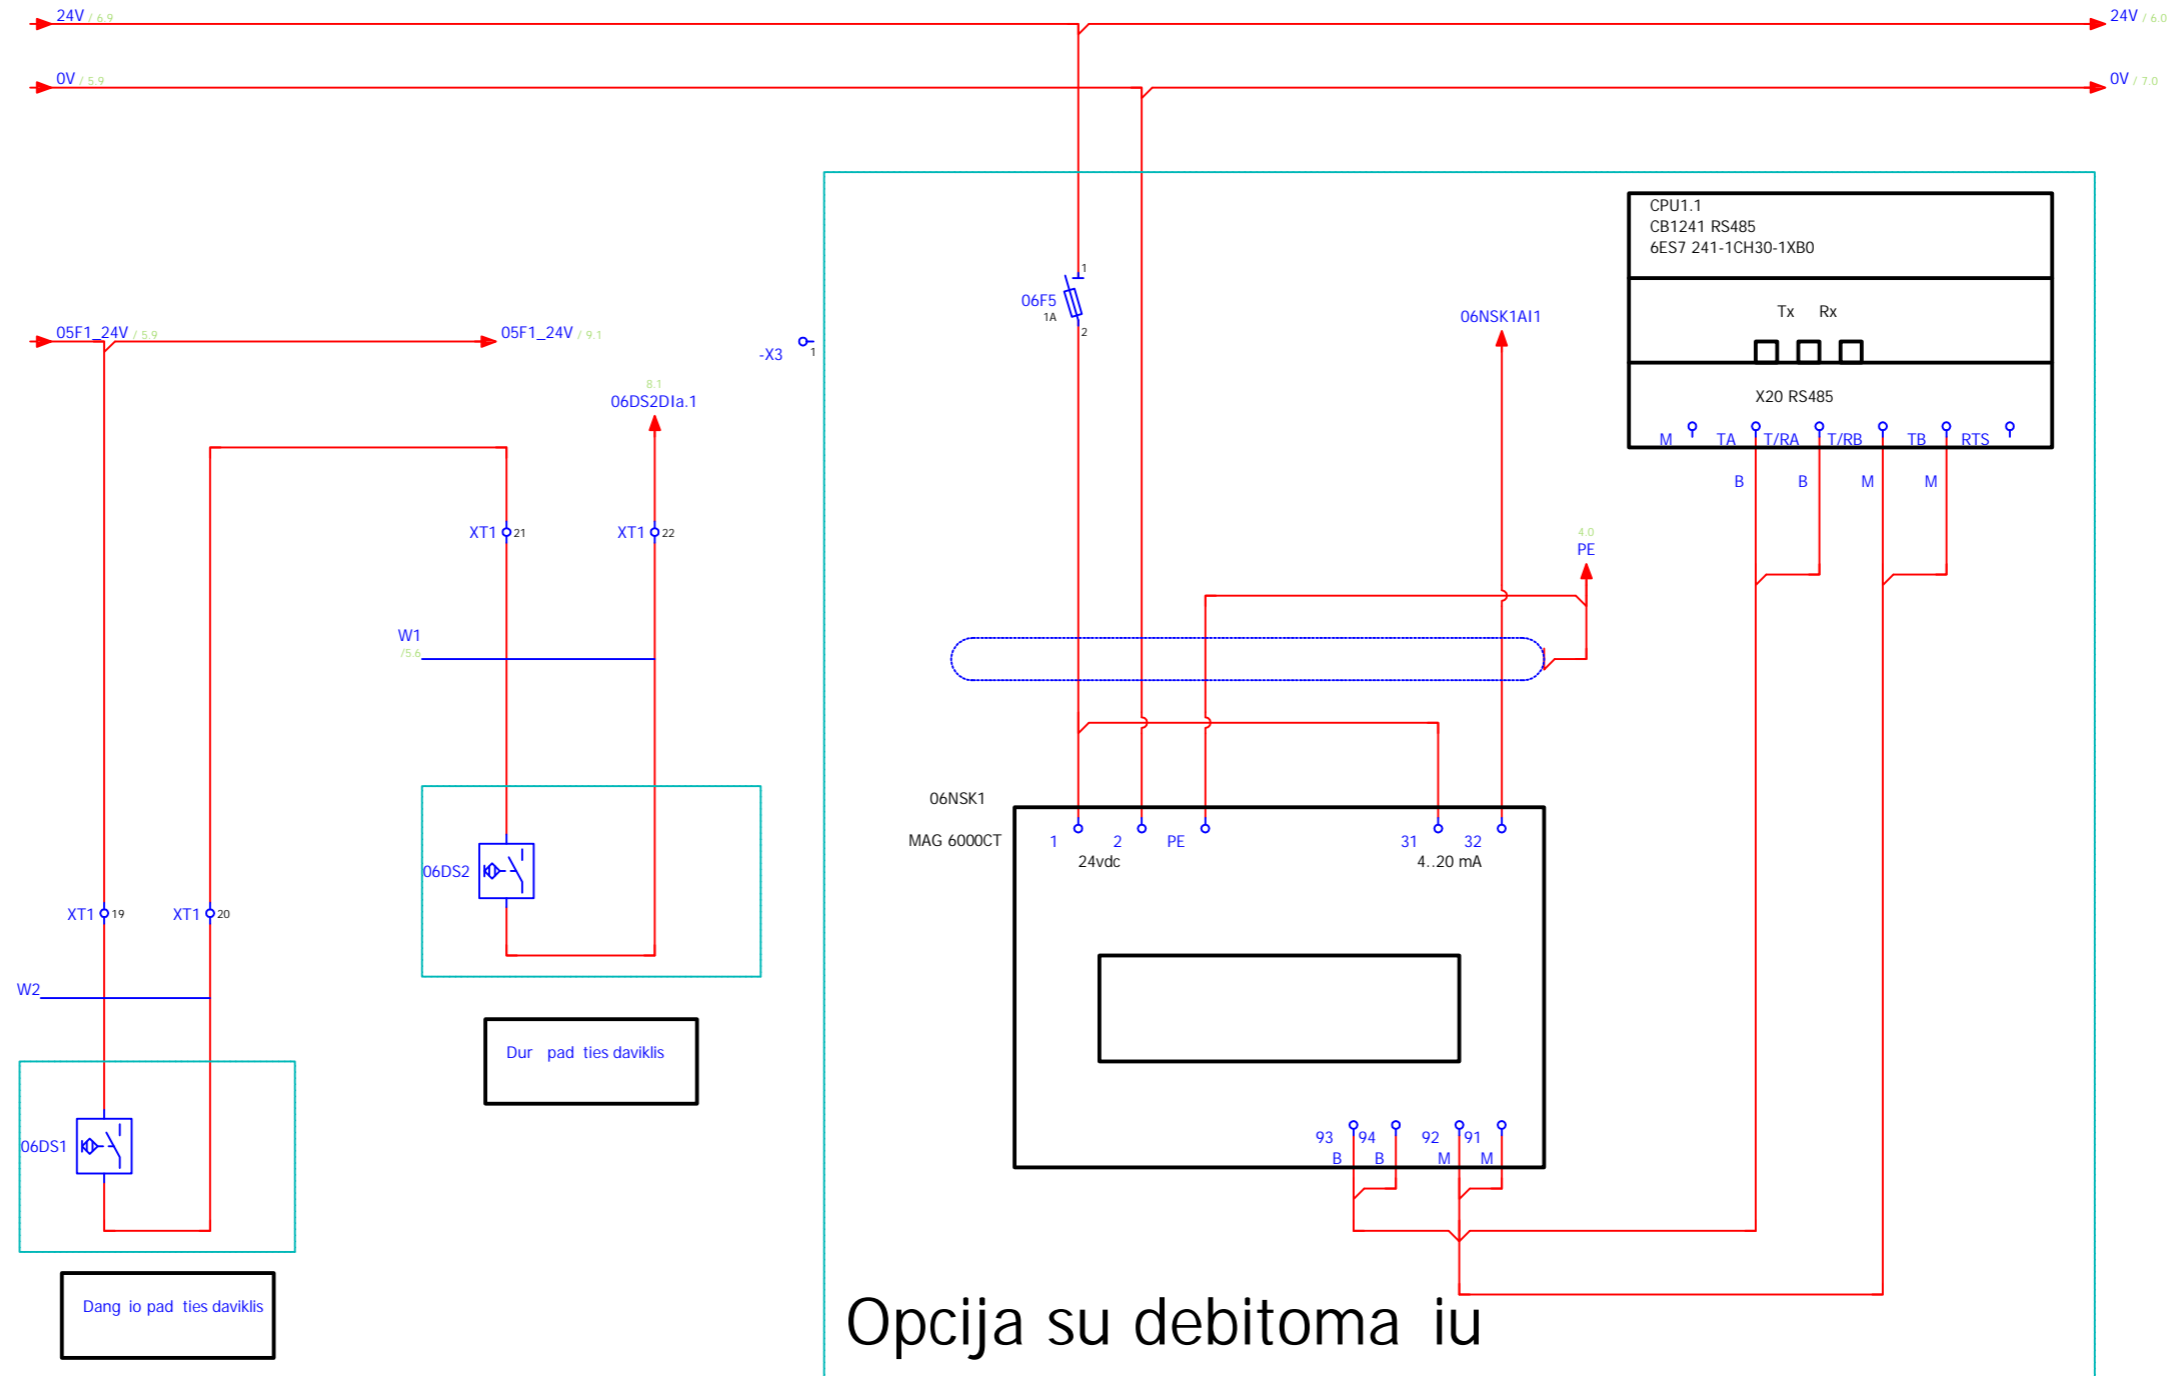 24V / 6.9
24V / 6.0
0V / 5.9
0V / 7.0
CPU1.1
CB1241 RS485
6ES7 241-1CH30-1XB0
Tx Rx
X20 RS485
M TA T/RA T/RB TB RTS
B B M M
1
06F5
1A
2
06NSK1AI1
05F1_24V / 5.9
05F1_24V / 9.1
-X3 1
8.1
06DS2DIa.1
XT1 21
XT1 22
4.0
PE
W1
/5.6
06NSK1
MAG 6000CT
1 2 PE 31 32
24vdc 4..20 mA
06DS2
XT1 19
XT1 20
W2
Dur pad ties daviklis
06DS1
93 94 92 91
B B M M
Dang io pad ties daviklis
Opcija su debitoma iu